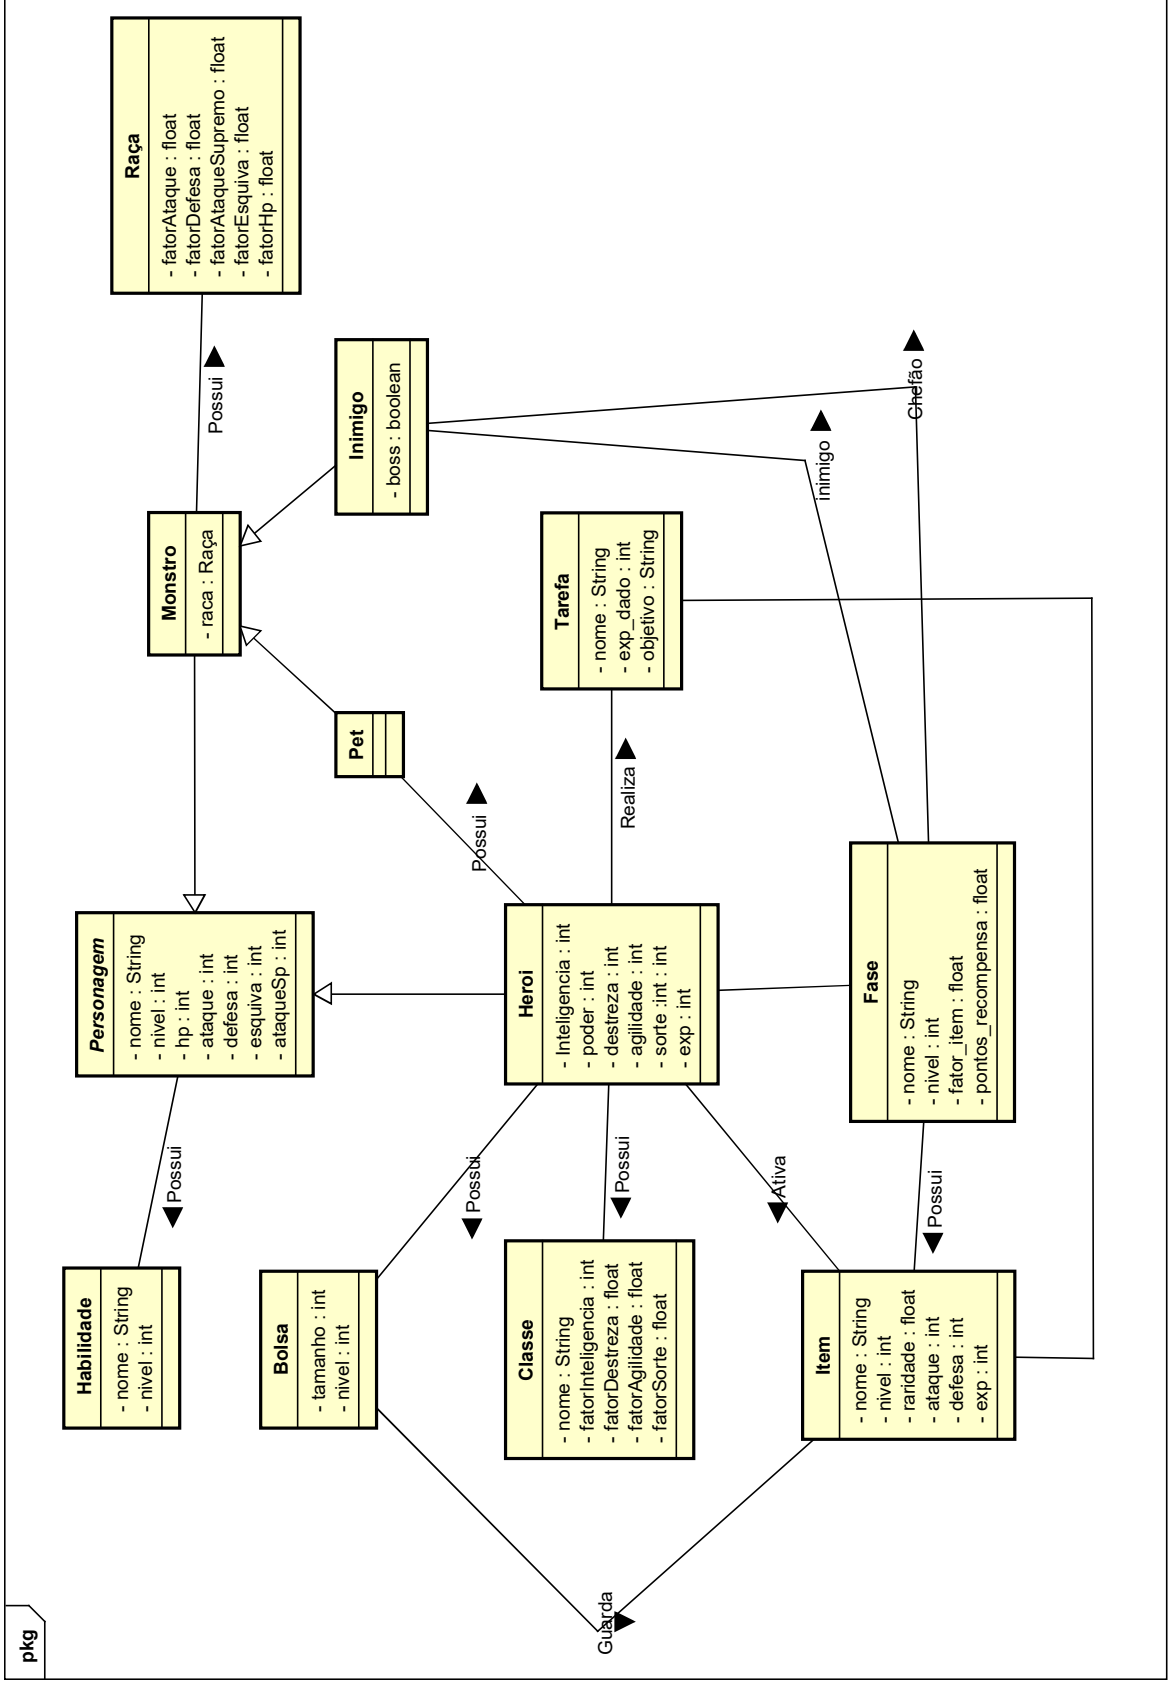 pkg
Habilidade
- nome : String
- nivel : int
Possui
Personagem
- nome : String
- nivel : int
- hp : int
- ataque : int
- defesa : int
- esquiva : int
- ataqueSp : int
Monstro
- raca : Raça
Possui
Raça
- fatorAtaque : float
- fatorDefesa : float
- fatorAtaqueSupremo : float
- fatorEsquiva : float
- fatorHp : float
Bolsa
- tamanho : int
- nivel : int
Possui
Pet
Possui
Inimigo
- boss : boolean
Classe
- nome : String
- fatorInteligencia : int
- fatorDestreza : float
- fatorAgilidade : float
- fatorSorte : float
Possui
Heroi
- Inteligencia : int
- poder : int
- destreza : int
- agilidade : int
- sorte :int : int
- exp : int
Realiza
Tarefa
- nome : String
- exp_dado : int
- objetivo : String
Guarda
Ativa
inimigo
Chefão
Item
- nome : String
- nivel : int
- raridade : float
- ataque : int
- defesa : int
- exp : int
Possui
Fase
- nome : String
- nivel : int
- fator_item : float
- pontos_recompensa : float